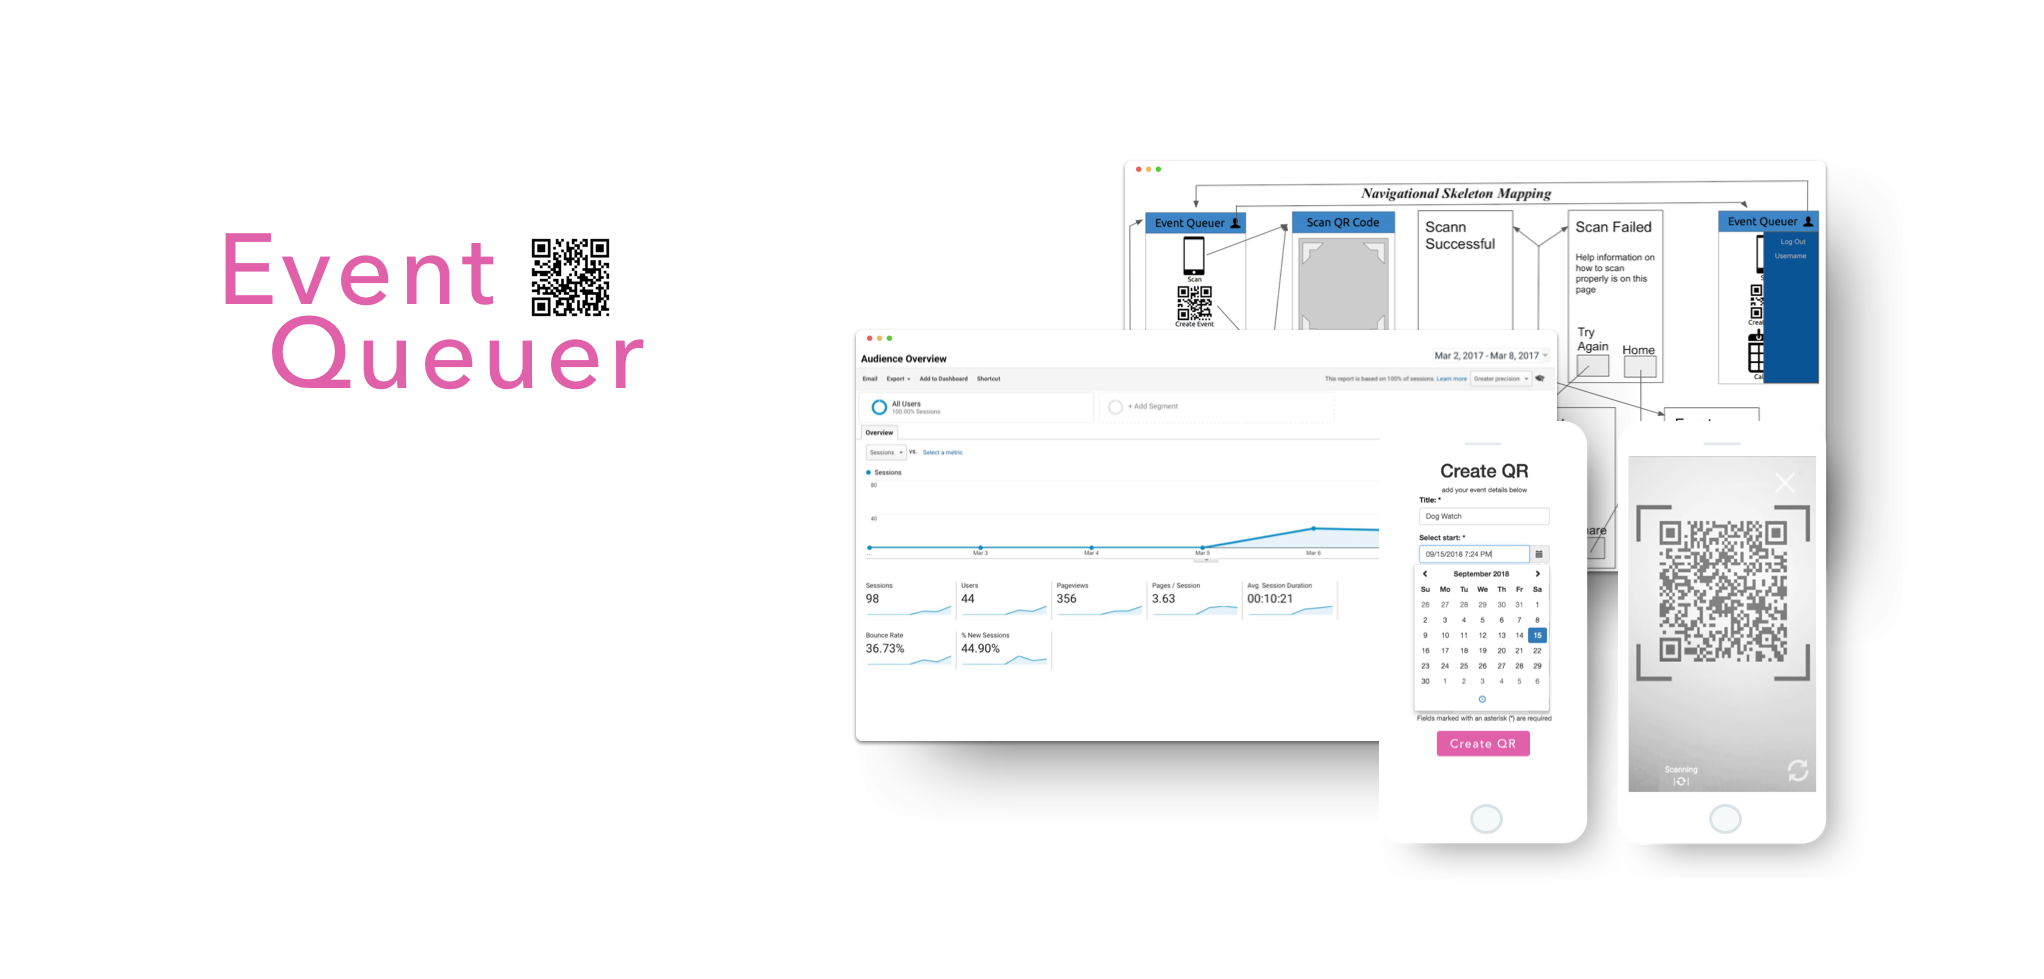 Event
Queuer
Navigational Skeleton Mapping
Event Queuer
Scan
Create Event
Scan QR Code
Scann
Successful
Scan Failed
Help information on
how to scan
properly is on this
page
Try
Again
Home
Event Queuer
Log Out
Username
Audience Overview
Mar 2, 2017 - Mar 8, 2017
Email Export Add to Dashboard Shortcut
This report is based on 100% of sessions. Learn more Greater precision
All Users
100.00% Sessions
+ Add Segment
Overview
Sessions VS. Select a metric
Sessions
80
40
... Mar 3 Mar 4 Mar 5 Mar 6
Sessions Users Pageviews Pages / Session Avg. Session Duration
98 44 356 3.63 00:10:21
Bounce Rate % New Sessions
36.73% 44.90%
Create QR
add your event details below
Title: *
Dog Watch
Select start: *
09/15/2018 7:24 PM
September 2018
Su Mo Tu We Th Fr Sa
26 27 28 29 30 31 1
2 3 4 5 6 7 8
9 10 11 12 13 14 15
16 17 18 19 20 21 22
23 24 25 26 27 28 29
30 1 2 3 4 5 6
Fields marked with an asterisk (*) are required
Create QR
Scanning